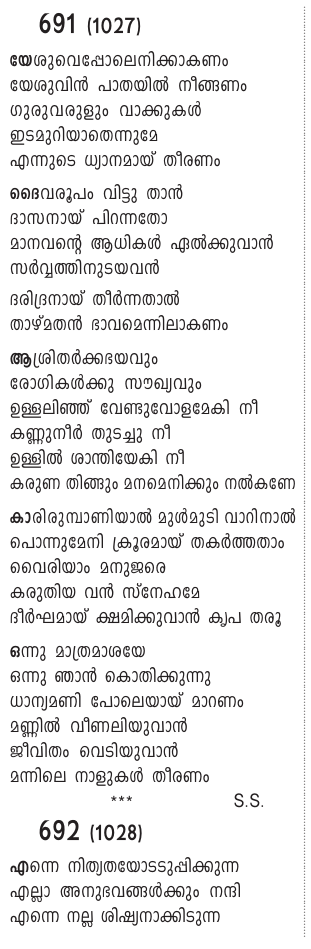 691 (1027)
യേശുവെപ്പോലെനിക്കാകണം
യേശുവിൻ പാതയിൽ നീങ്ങണം
ഗുരുവരുളും വാക്കുകൾ
ഇടമുറിയാതെന്നുമേ
എന്നുടെ ധ്യാനമായ് തീരണം
ദൈവരൂപം വിട്ടു താൻ
ദാസനായ് പിറന്നതോ
മാനവന്റെ ആധികൾ ഏൽക്കുവാൻ
സർവ്വത്തിനുടയവൻ
ദരിദ്രനായ് തീർന്നതാൽ
താഴ്മതൻ ഭാവമെന്നിലാകണം
ആശ്രിതർക്കഭയവും
രോഗികൾക്കു സൗഖ്യവും
ഉള്ളലിഞ്ഞ് വേണ്ടുവോളമേകി നീ
കണ്ണുനീർ തുടച്ചു നീ
ഉള്ളിൽ ശാന്തിയേകി നീ
കരുണ തിങ്ങും മനമെനിക്കും നൽകണേ
കാരിരുമ്പാണിയാൽ മുൾമുടി വാറിനാൽ
പൊന്നുമേനി ക്രൂരമായ് തകർത്തതാം
വൈരിയാം മനുജരെ
കരുതിയ വൻ സ്നേഹമേ
ദീർഘമായ് ക്ഷമിക്കുവാൻ കൃപ തരൂ
ഒന്നു മാത്രമാശയേ
ഒന്നു ഞാൻ കൊതിക്കുന്നു
ധാന്യമണി പോലെയായ് മാറണം
മണ്ണിൽ വീണലിയുവാൻ
ജീവിതം വെടിയുവാൻ
മന്നിലെ നാളുകൾ തീരണം
*** S.S.
692 (1028)
എന്നെ നിത്യതയോടടുപ്പിക്കുന്ന
എല്ലാ അനുഭവങ്ങൾക്കും നന്ദി
എന്നെ നല്ല ശിഷ്യനാക്കിടുന്ന